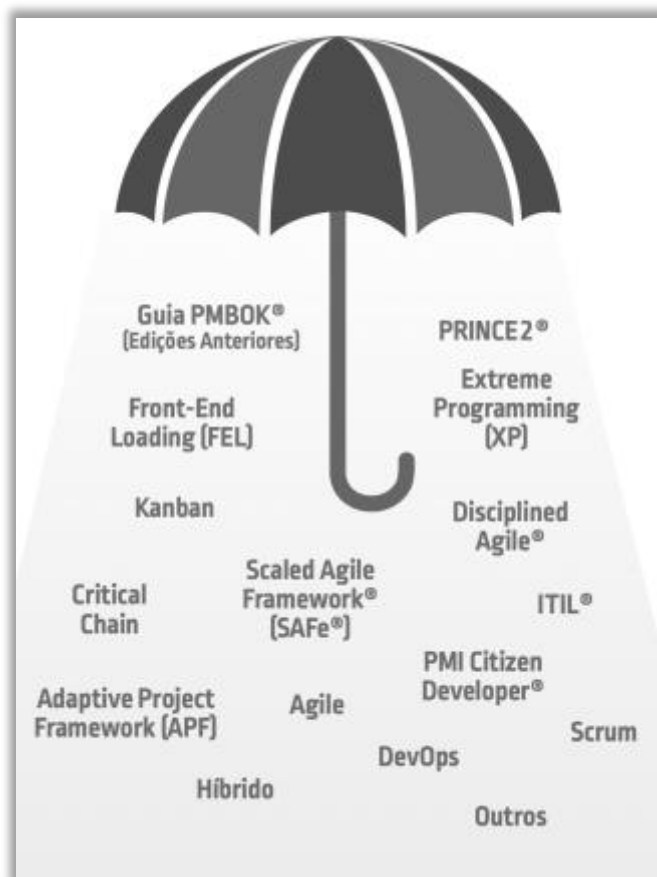 Guia PMBOK®
(Edições Anteriores)
PRINCE2®
Extreme
Programming
(XP)
Front-End
Loading (FEL)
Kanban
Disciplined
Agile®
Scaled Agile
Framework®
(SAFe®)
Critical
Chain
ITIL®
PMI Citizen
Developer®
Adaptive Project
Framework (APF)
Agile
Scrum
DevOps
Híbrido
Outros